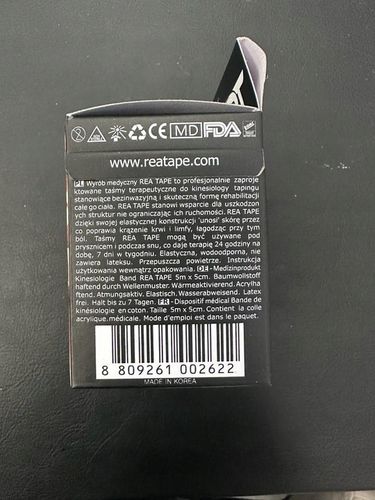 CE MD FDA
www.reatape.com
PL Wyrób medyczny REA TAPE to profesjonalnie zaproje
ktowane taśmy terapeutyczne do kinesiology tapingu
stanowiące bezinwazyjną i skuteczną formę rehabilitacji
całe go ciała. REA TAPE stanowi wsparcie dla uszkodzon
ych struktur nie ograniczając ich ruchomości. REA TAPE
dzięki swojej elastycznej konstrukcji 'unosi' skórę przez
co poprawia krążenie krwi i limfy, łagodząc przy tym
ból. Taśmy REA TAPE mogą być używane pod
prysznicem i podczas snu, co daje terapię 24 godziny na
dobę, 7 dni w tygodniu. Elastyczna, wodoodporna, nie
zawiera lateksu. Przepuszcza powietrze. Instrukcja
użytkowania wewnątrz opakowania. DE - Medizinprodukt
Kinesiologie Band REA TAPE 5m x 5cm. Baumwollstoff
haftend durch Wellenmuster. Wärmeaktivierend. Acrylha
ftend. Atmungsaktiv. Elastisch. Wasserabweisend. Latex
frei. Halt bis zu 7 Tagen. FR - Dispositif médical Bande de
kinésiologie en coton. Taille 5m x 5cm. Contient la colle
acrylique.médicale. Mode d'emploi est dans le paquet.
8 809261 002622
MADE IN KOREA